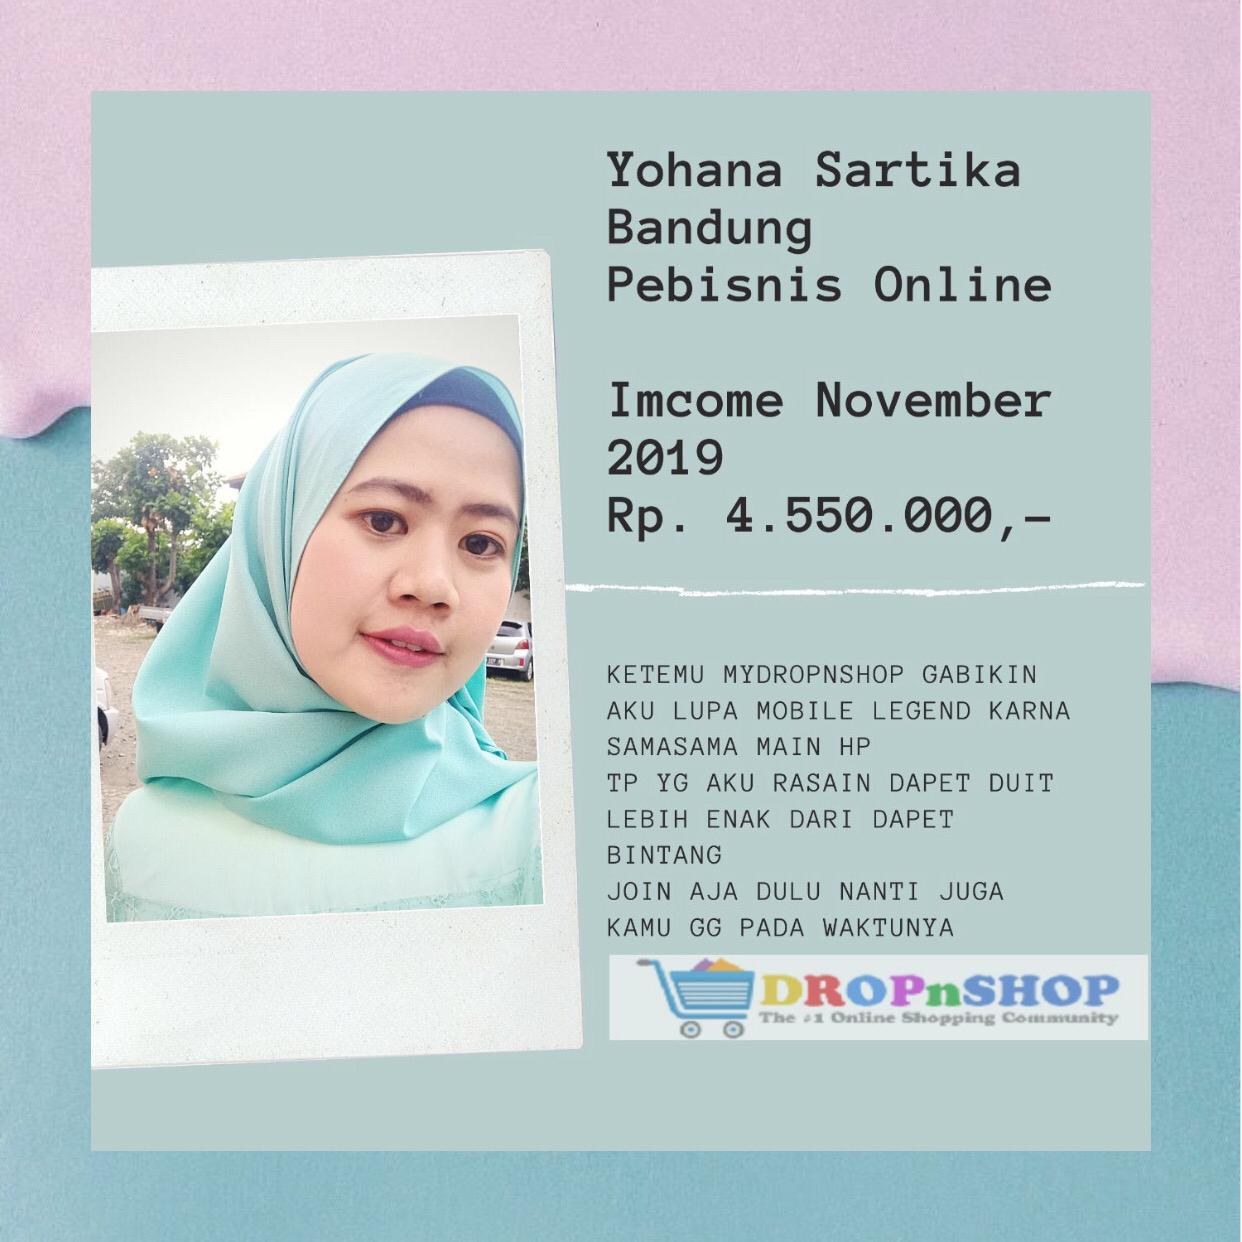 Yohana Sartika
Bandung
Pebisnis Online
Imcome November
2019
Rp. 4.550.000,-
KETEMU MYDROPNSHOP GABIKIN
AKU LUPA MOBILE LEGEND KARNA
SAMASAMA MAIN HP
TP YG AKU RASAIN DAPET DUIT
LEBIH ENAK DARI DAPET
BINTANG
JOIN AJA DULU NANTI JUGA
KAMU GG PADA WAKTUNYA
DROPnSHOP
The #1 Online Shopping Community